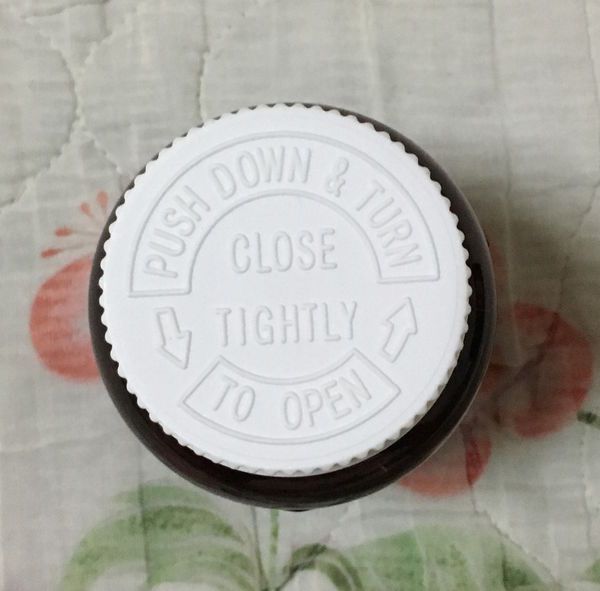 PUSH DOWN & TURN
CLOSE
TIGHTLY
TO OPEN